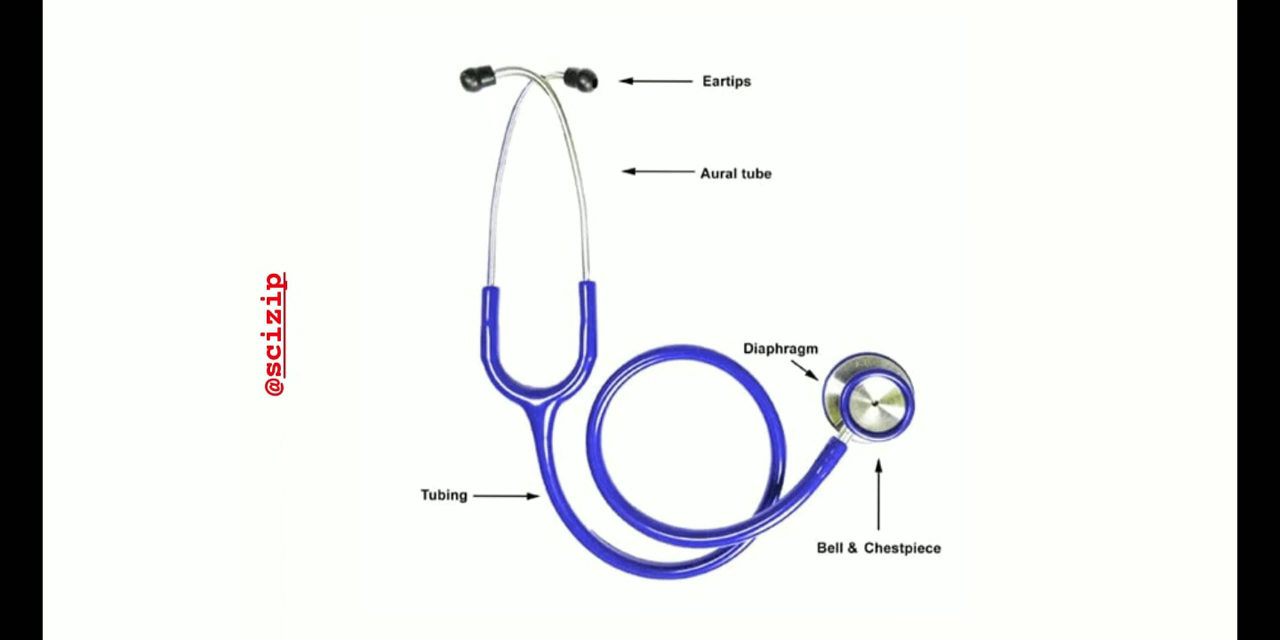 Eartips
Aural tube
@scizip
Diaphragm
Tubing
Bell & Chestpiece